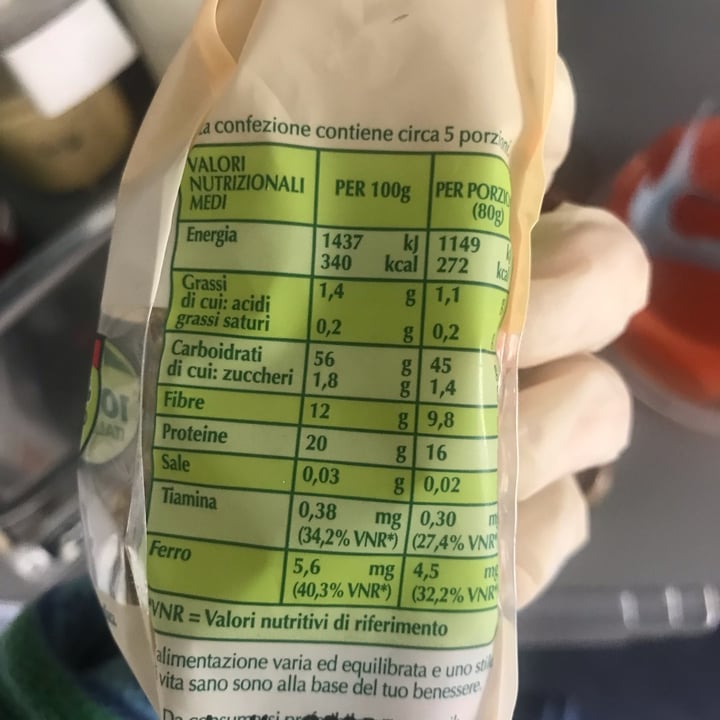 confezione contiene circa 5
VALORI NUTRIZIONALI MEDI PER 100g PER (80g)
Energia 1437 kJ 1149
340 kcal 272
Grassi 1,4 g 1,1
di cui: acidi
grassi saturi 0,2 g 0,2
Carboidrati 56 g 45
di cui: zuccheri 1,8 g 1,4
Fibre 12 g 9,8
Proteine 20 g 16
Sale 0,03 g 0,02
Tiamina 0,38 mg 0,30
(34,2% VNR*) (27,4% VNR*
Ferro 5,6 mg 4,5 mg
(40,3% VNR*) (32,2% VNR*
*VNR = Valori nutritivi di riferimento
alimentazione varia ed equilibrata e uno
vita sano sono alla base del tuo benessere.